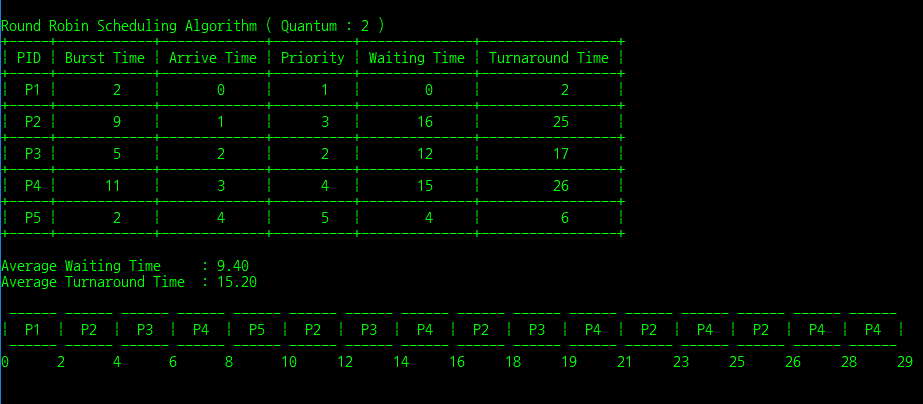 Round Robin Scheduling Algorithm ( Quantum : 2 )
PID | Burst Time | Arrive Time | Priority | Waiting Time | Turnaround Time
P1 | 2 | 0 | 1 | 0 | 2
P2 | 9 | 1 | 3 | 16 | 25
P3 | 5 | 2 | 2 | 12 | 17
P4 | 11 | 3 | 4 | 15 | 26
P5 | 2 | 4 | 5 | 4 | 6
Average Waiting Time : 9.40
Average Turnaround Time : 15.20
| P1 | P2 | P3 | P4 | P5 | P2 | P3 | P4 | P2 | P3 | P4 | P2 | P4 | P2 | P4 | P4 |
0 2 4 6 8 10 12 14 16 18 19 21 23 25 26 28 29